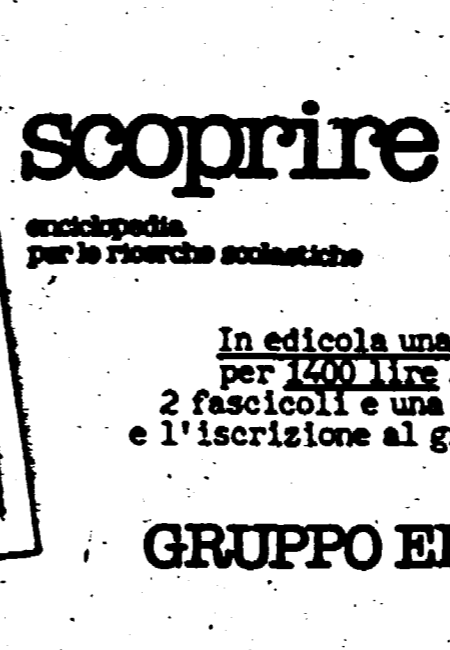 scoprire
enciclopedia
per le ricerche scolastiche
In edicola una
per 1400 lire
2 fascicoli e una
e l'iscrizione al g
GRUPPO